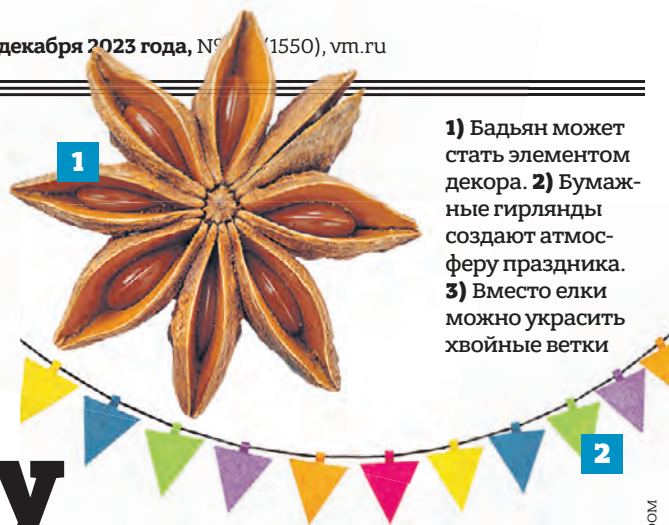 декабря 2023 года, № (1550), vm.ru
1
1) Бадьян может
стать элементом
декора. 2) Бумаж-
ные гирлянды
создают атмос-
феру праздника.
3) Вместо елки
можно украсить
хвойные ветки
2
У
ОМ